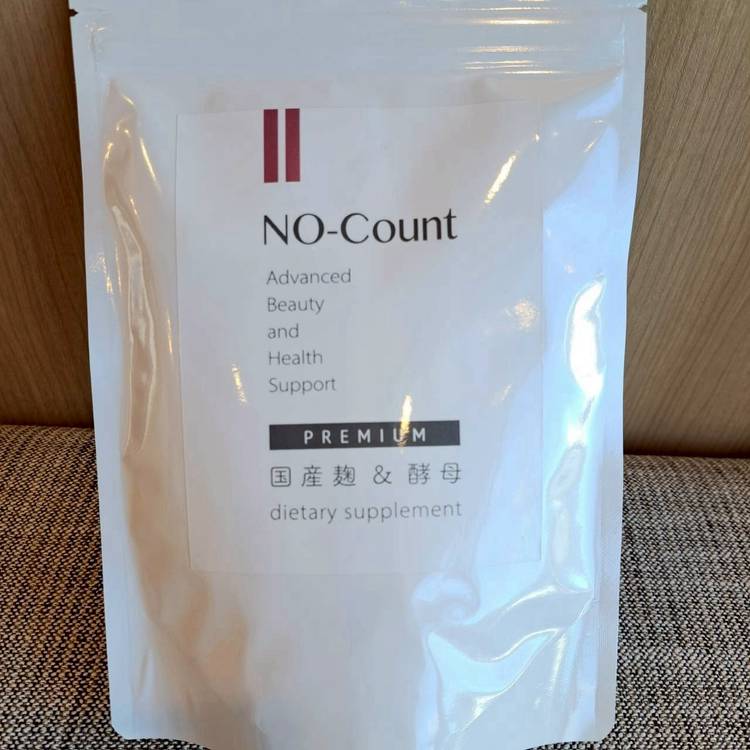 NO-Count
Advanced
Beauty
and
Health
Support
PREMIUM
国産麹 & 酵母
dietary supplement